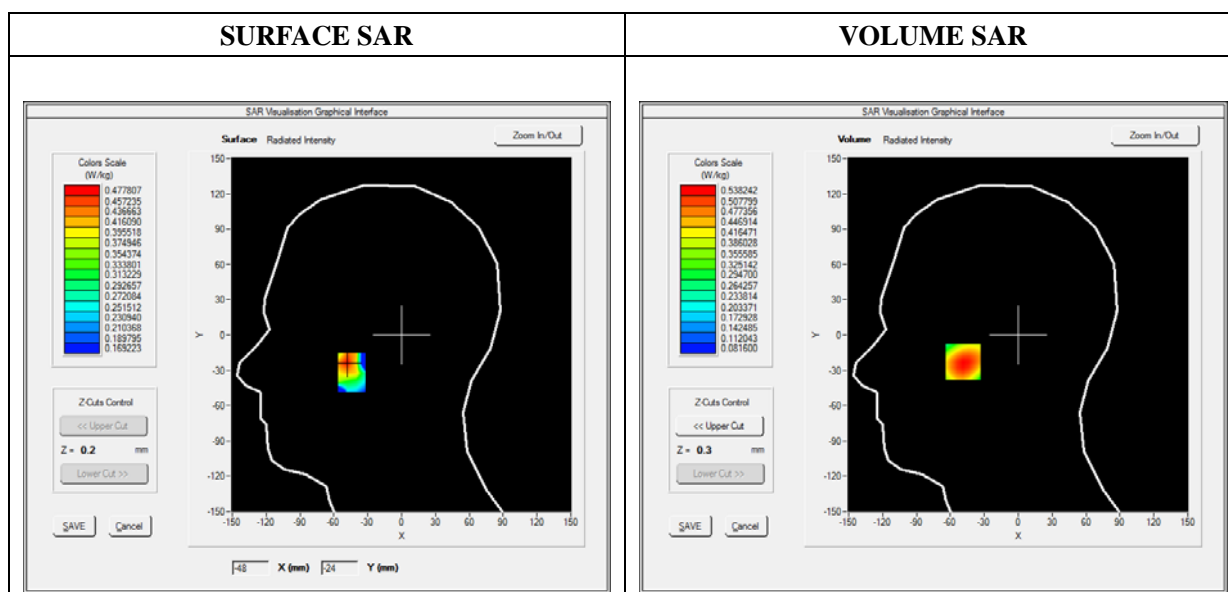 SURFACE SAR
VOLUME SAR
SAR Visualisation Graphical Interface
Surface Radiated Intensity
Zoom In/Out
Colors Scale
(W/kg)
0.477807
0.457235
0.436663
0.416090
0.395518
0.374946
0.354374
0.333801
0.313229
0.292657
0.272084
0.251512
0.230940
0.210368
0.189795
0.169223
150
120
90
60
30
0
-30
-60
-90
-120
-150
Y
-150 -120 -90 -60 -30 0 30 60 90 120 150
X
Z-Cuts Control
<< Upper Cut
Z = 0.2 mm
Lower Cut >>
SAVE Cancel
-48 X (mm) -24 Y (mm)
SAR Visualisation Graphical Interface
Volume Radiated Intensity
Zoom In/Out
Colors Scale
(W/kg)
0.538242
0.507799
0.477356
0.446914
0.416471
0.386028
0.355585
0.325142
0.294700
0.264257
0.233814
0.203371
0.172928
0.142485
0.112043
0.081600
150
120
90
60
30
0
-30
-60
-90
-120
-150
Y
-150 -120 -90 -60 -30 0 30 60 90 120 150
X
Z-Cuts Control
<< Upper Cut
Z = 0.3 mm
Lower Cut >>
SAVE Cancel